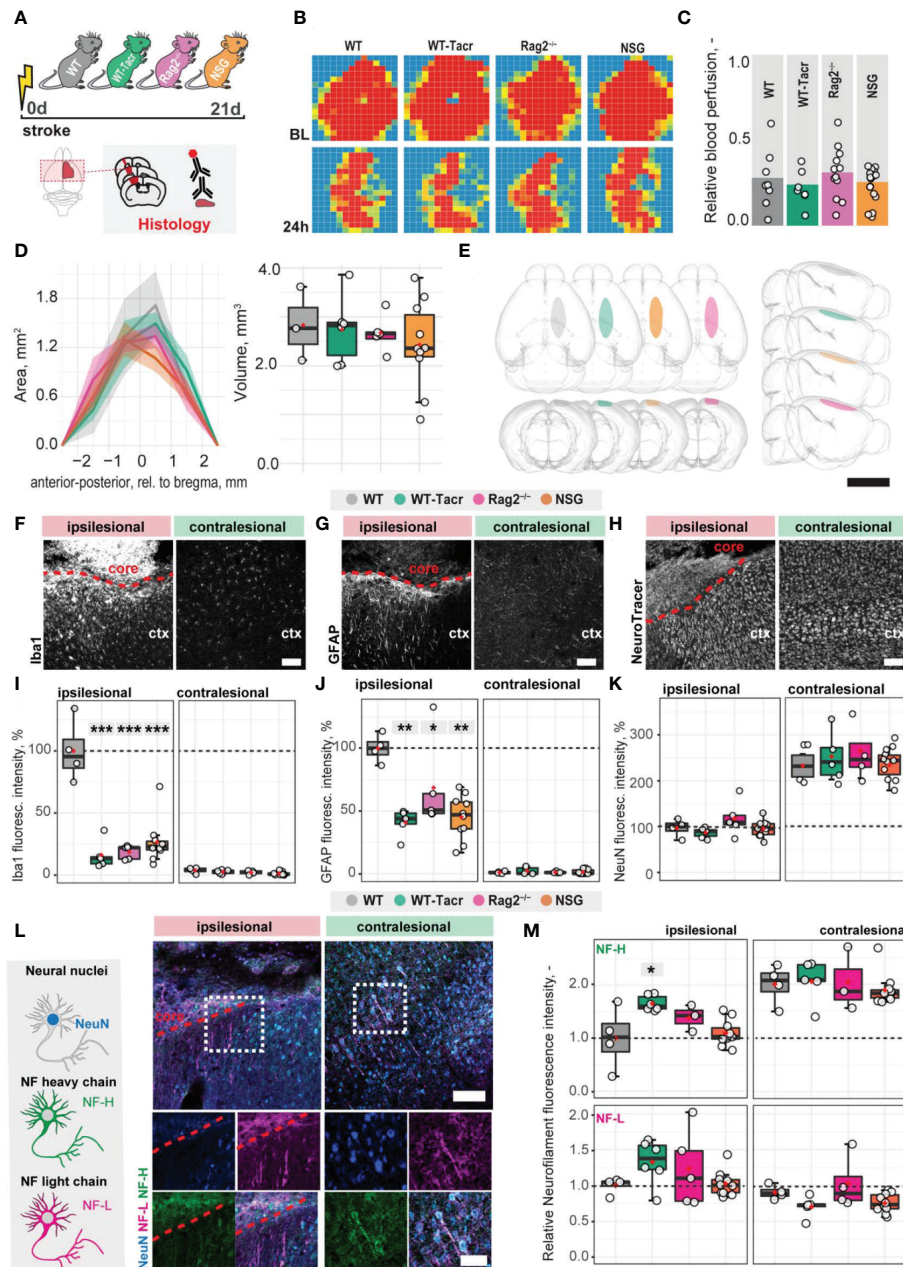 A
WT
WT-Tacr
Rag2⁻/⁻
NSG
0d
21d
stroke
Histology
B
WT
WT-Tacr
Rag2⁻/⁻
NSG
BL
24h
C
Relative blood perfusion, -
1.0
0.5
0.0
WT
WT-Tacr
Rag2⁻/⁻
NSG
D
Area, mm²
1.8
1.2
0.6
0.0
−2
−1
0
1
2
anterior-posterior, rel. to bregma, mm
Volume, mm³
4.0
2.0
0.0
E
WT
WT-Tacr
Rag2⁻/⁻
NSG
F
ipsilesional
contralesional
core
ctx
ctx
Iba1
G
ipsilesional
contralesional
core
ctx
ctx
GFAP
H
ipsilesional
contralesional
core
ctx
ctx
NeuroTracer
I
ipsilesional
contralesional
Iba1 fluoresc. intensity, %
100
50
0
***
***
***
J
ipsilesional
contralesional
GFAP fluoresc. intensity, %
100
50
0
**
*
**
K
ipsilesional
contralesional
NeuN fluoresc. intensity, %
300
200
100
0
WT
WT-Tacr
Rag2⁻/⁻
NSG
L
Neural nuclei
NeuN
NF heavy chain
NF-H
NF light chain
NF-L
ipsilesional
contralesional
core
NeuN NF-L NF-H
M
ipsilesional
contralesiona
NF-H
Relative Neurofilament fluorescence intensity, -
2.0
1.0
0.0
*
NF-L
2.0
1.5
1.0
0.5
0.0